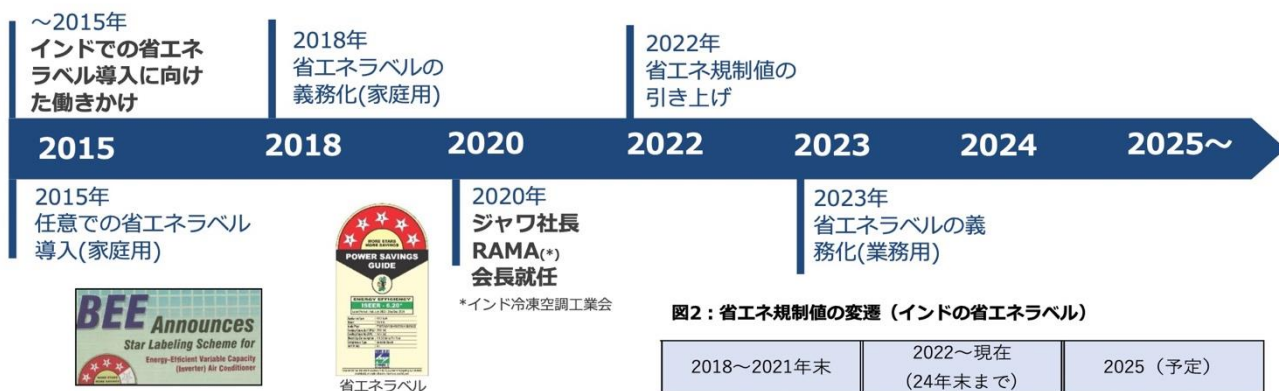 ～2015年
インドでの省エネ
ラベル導入に向け
た働きかけ
2018年
省エネラベルの
義務化(家庭用)
2022年
省エネ規制値の
引き上げ
2015 2018 2020 2022 2023 2024 2025～
2015年
任意での省エネラベル
導入(家庭用)
2020年
ジャワ社長
RAMA(*)
会長就任
*インド冷凍空調工業会
2023年
省エネラベルの義
務化(業務用)
BEE Announces
Star Labeling Scheme for
Energy-Efficient Variable Capacity
(Inverter) Air Conditioner
MORE STARS
MORE SAVINGS
POWER SAVINGS
GUIDE
ENERGY EFFICIENCY
省エネラベル
図2：省エネ規制値の変遷（インドの省エネラベル）
2018～2021年末
2022～現在
(24年末まで)
2025（予定）